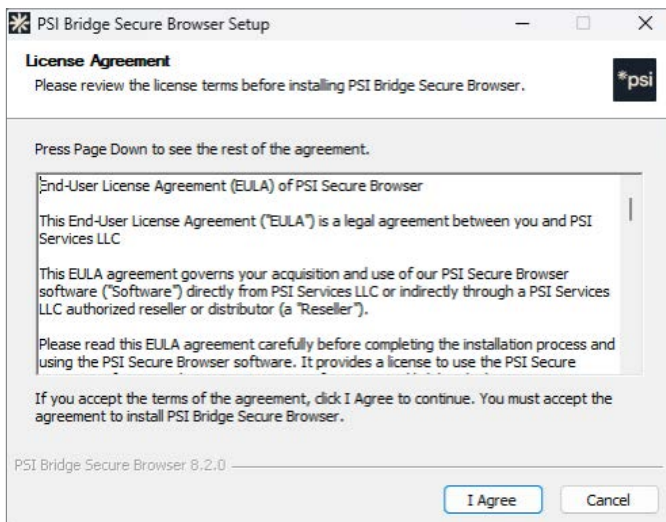 PSI Bridge Secure Browser Setup
License Agreement
Please review the license terms before installing PSI Bridge Secure Browser.
*psi
Press Page Down to see the rest of the agreement.
End-User License Agreement (EULA) of PSI Secure Browser
This End-User License Agreement ("EULA") is a legal agreement between you and PSI
Services LLC
This EULA agreement governs your acquisition and use of our PSI Secure Browser
software ("Software") directly from PSI Services LLC or indirectly through a PSI Services
LLC authorized reseller or distributor (a "Reseller").
Please read this EULA agreement carefully before completing the installation process and
using the PSI Secure Browser software. It provides a license to use the PSI Secure
If you accept the terms of the agreement, click I Agree to continue. You must accept the
agreement to install PSI Bridge Secure Browser.
PSI Bridge Secure Browser 8.2.0
I Agree
Cancel